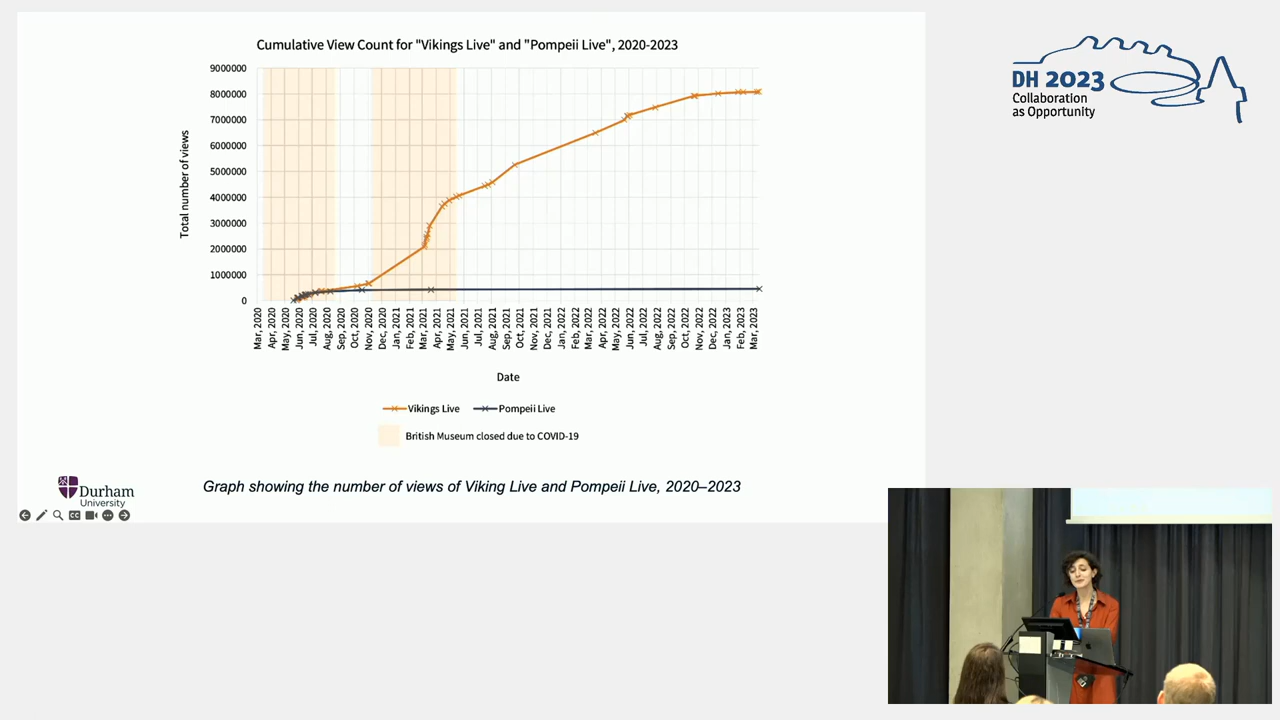 Cumulative View Count for "Vikings Live" and "Pompeii Live", 2020-2023
Total number of views
9000000
8000000
7000000
6000000
5000000
4000000
3000000
2000000
1000000
0
Mar, 2020
Apr, 2020
May, 2020
Jun, 2020
Jul, 2020
Aug, 2020
Sep, 2020
Oct, 2020
Nov, 2020
Dec, 2020
Jan, 2021
Feb, 2021
Mar, 2021
Apr, 2021
May, 2021
Jun, 2021
Jul, 2021
Aug, 2021
Sep, 2021
Oct, 2021
Nov, 2021
Dec, 2021
Jan, 2022
Feb, 2022
Mar, 2022
Apr, 2022
May, 2022
Jun, 2022
Jul, 2022
Aug, 2022
Sep, 2022
Oct, 2022
Nov, 2022
Dec, 2022
Jan, 2023
Feb, 2023
Mar, 2023
Date
Vikings Live Pompeii Live
British Museum closed due to COVID-19
Graph showing the number of views of Viking Live and Pompeii Live, 2020–2023
Durham
University
CC
DH 2023
Collaboration
as Opportunity